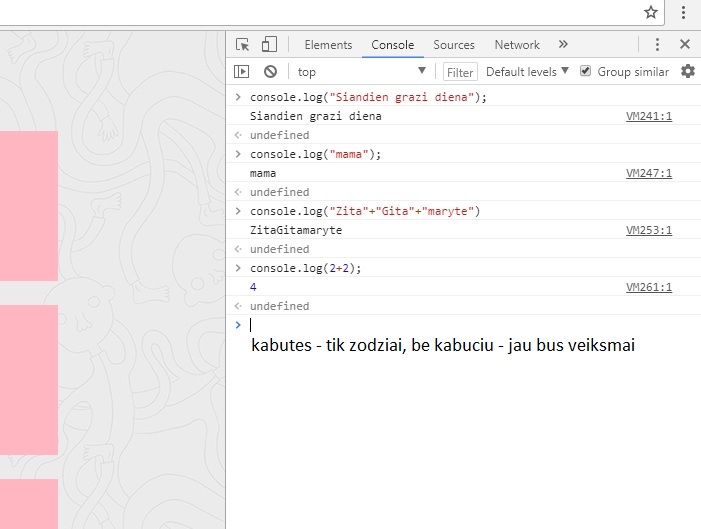 Elements Console Sources Network
top Filter Default levels Group similar
console.log("Siandien grazi diena");
Siandien grazi diena VM241:1
undefined
console.log("mama");
mama VM247:1
undefined
console.log("Zita"+"Gita"+"maryte")
ZitaGitamaryte VM253:1
undefined
console.log(2+2);
4 VM261:1
undefined
kabutes - tik zodziai, be kabuciu - jau bus veiksmai